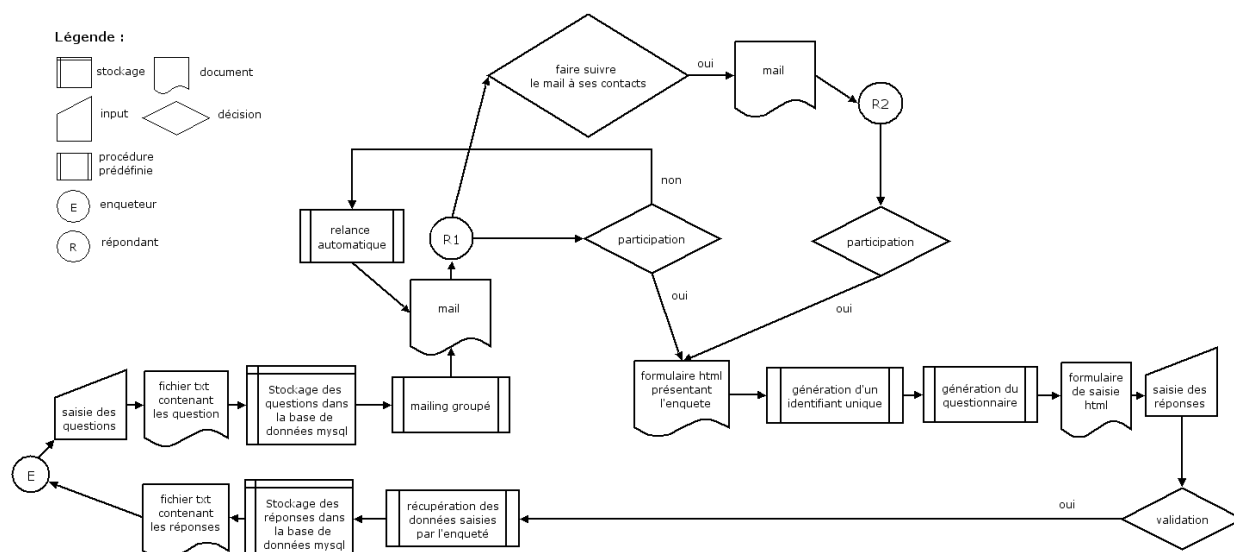 Légende :
stockage
document
input
décision
procédure
prédéfinie
E
enqueteur
R
répondant
faire suivre
le mail à ses contacts
oui
mail
R2
non
relance
automatique
R1
participation
participation
mail
oui
oui
saisie des
questions
fichier txt
contenant
les question
Stockage des
questions dans
la base de
données mysql
mailing groupé
formulaire html
présentant
l'enquete
génération d'un
identifiant unique
génération du
questionnaire
formulaire
de saisie
html
saisie des
réponses
E
fichier txt
contenant
les réponses
Stockage des
réponses dans
la base de
données mysql
récupération des
données saisies
par l'enqueté
oui
validation